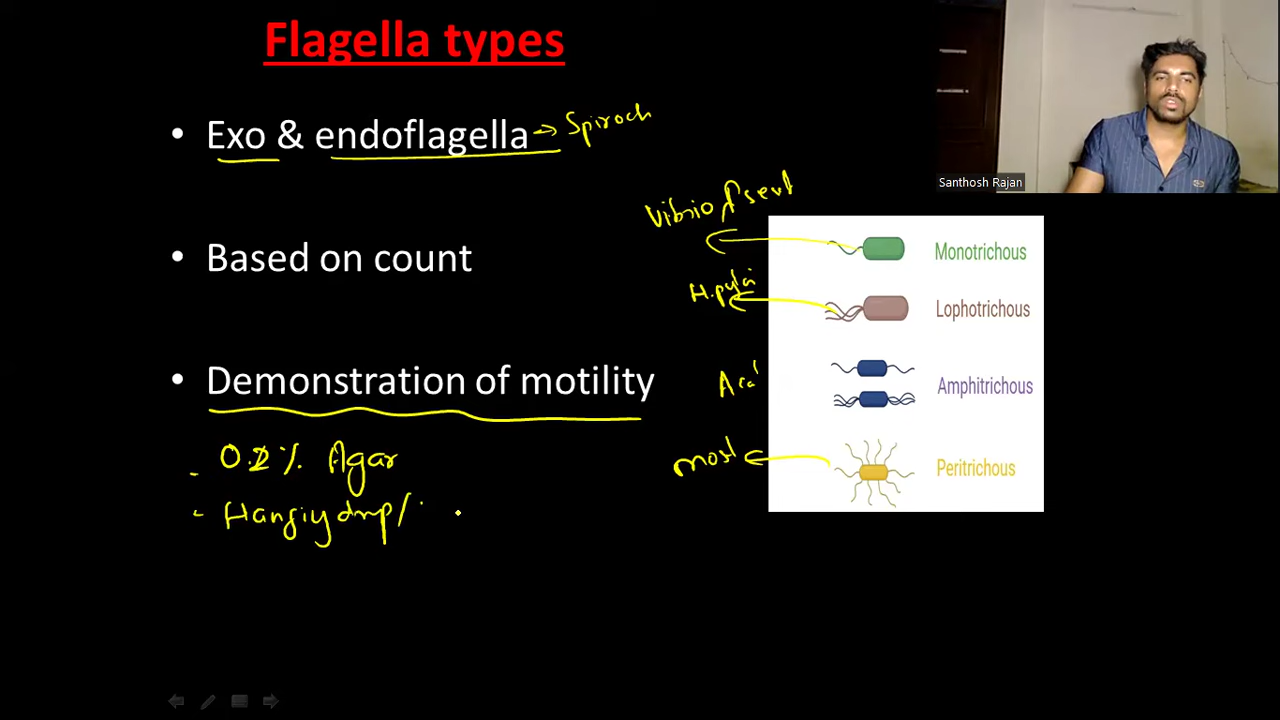 Flagella types
• Exo & endoflagella → Spiroch
Santhosh Rajan
Vibrio, Pseud
Monotrichous
• Based on count
H. pylori
Lophotrichous
• Demonstration of motility
Amphitrichous
- 0.2% Agar
most
Peritrichous
- Hanging drop/